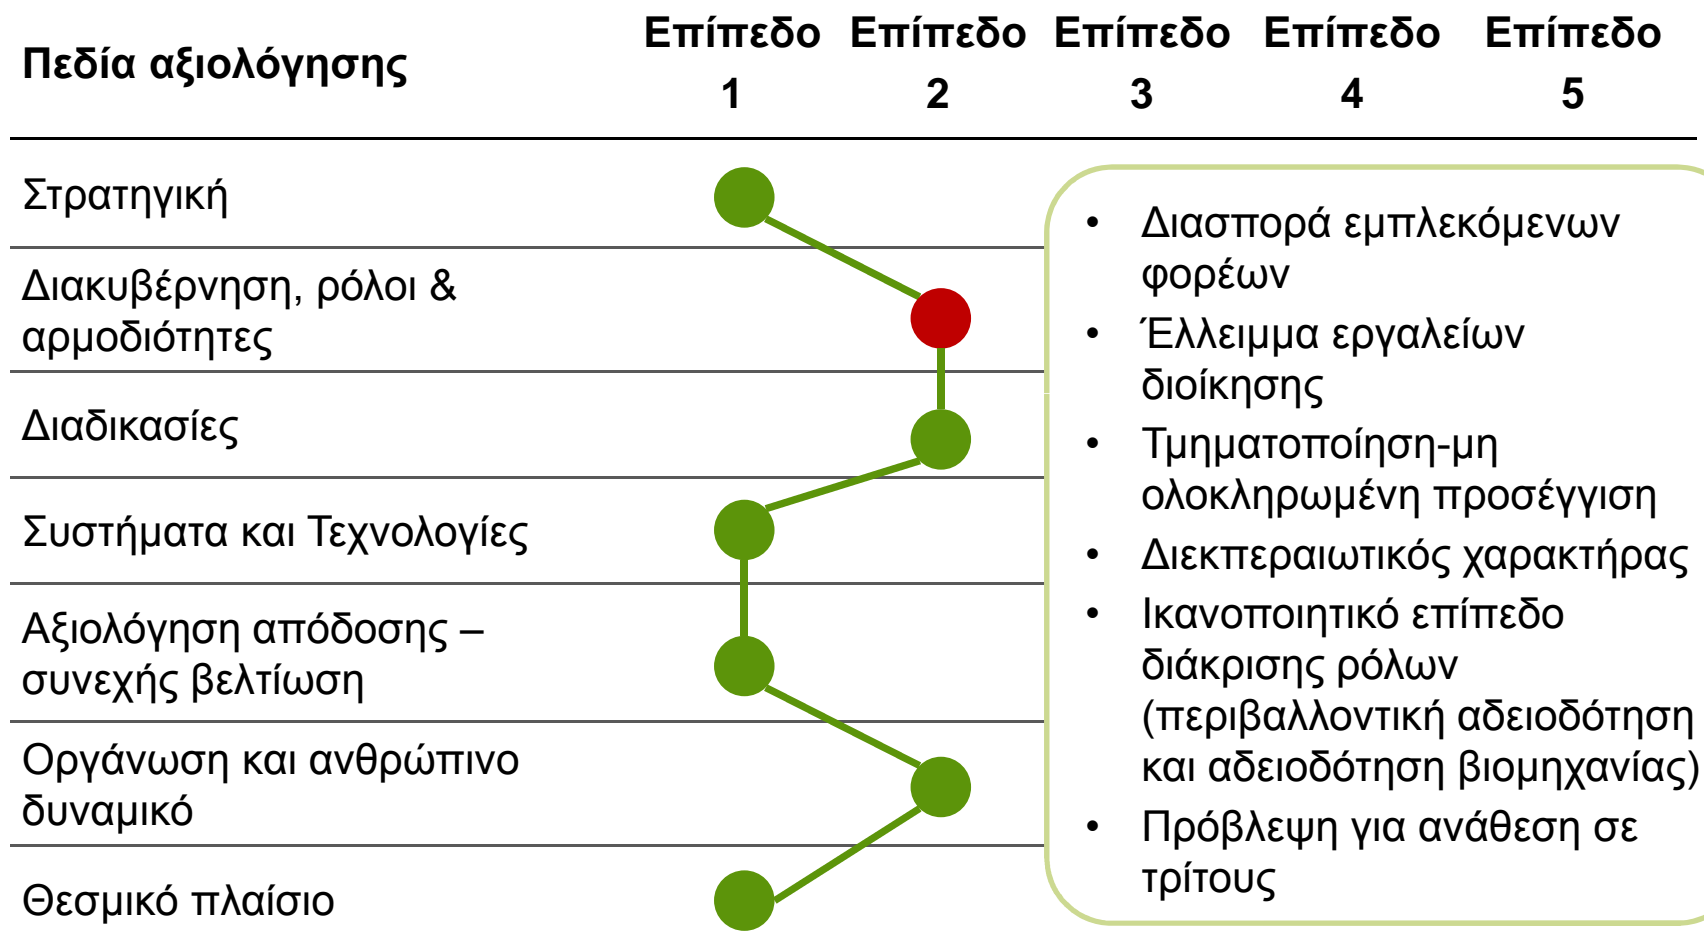 Πεδία αξιολόγησης
Επίπεδο 1
Επίπεδο 2
Επίπεδο 3
Επίπεδο 4
Επίπεδο 5
Στρατηγική
Διακυβέρνηση, ρόλοι &
αρμοδιότητες
Διαδικασίες
Συστήματα και Τεχνολογίες
Αξιολόγηση απόδοσης –
συνεχής βελτίωση
Οργάνωση και ανθρώπινο
δυναμικό
Θεσμικό πλαίσιο
• Διασπορά εμπλεκόμενων
φορέων
• Έλλειμμα εργαλείων
διοίκησης
• Τμηματοποίηση-μη
ολοκληρωμένη προσέγγιση
• Διεκπεραιωτικός χαρακτήρας
• Ικανοποιητικό επίπεδο
διάκρισης ρόλων
(περιβαλλοντική αδειοδότηση
και αδειοδότηση βιομηχανίας)
• Πρόβλεψη για ανάθεση σε
τρίτους